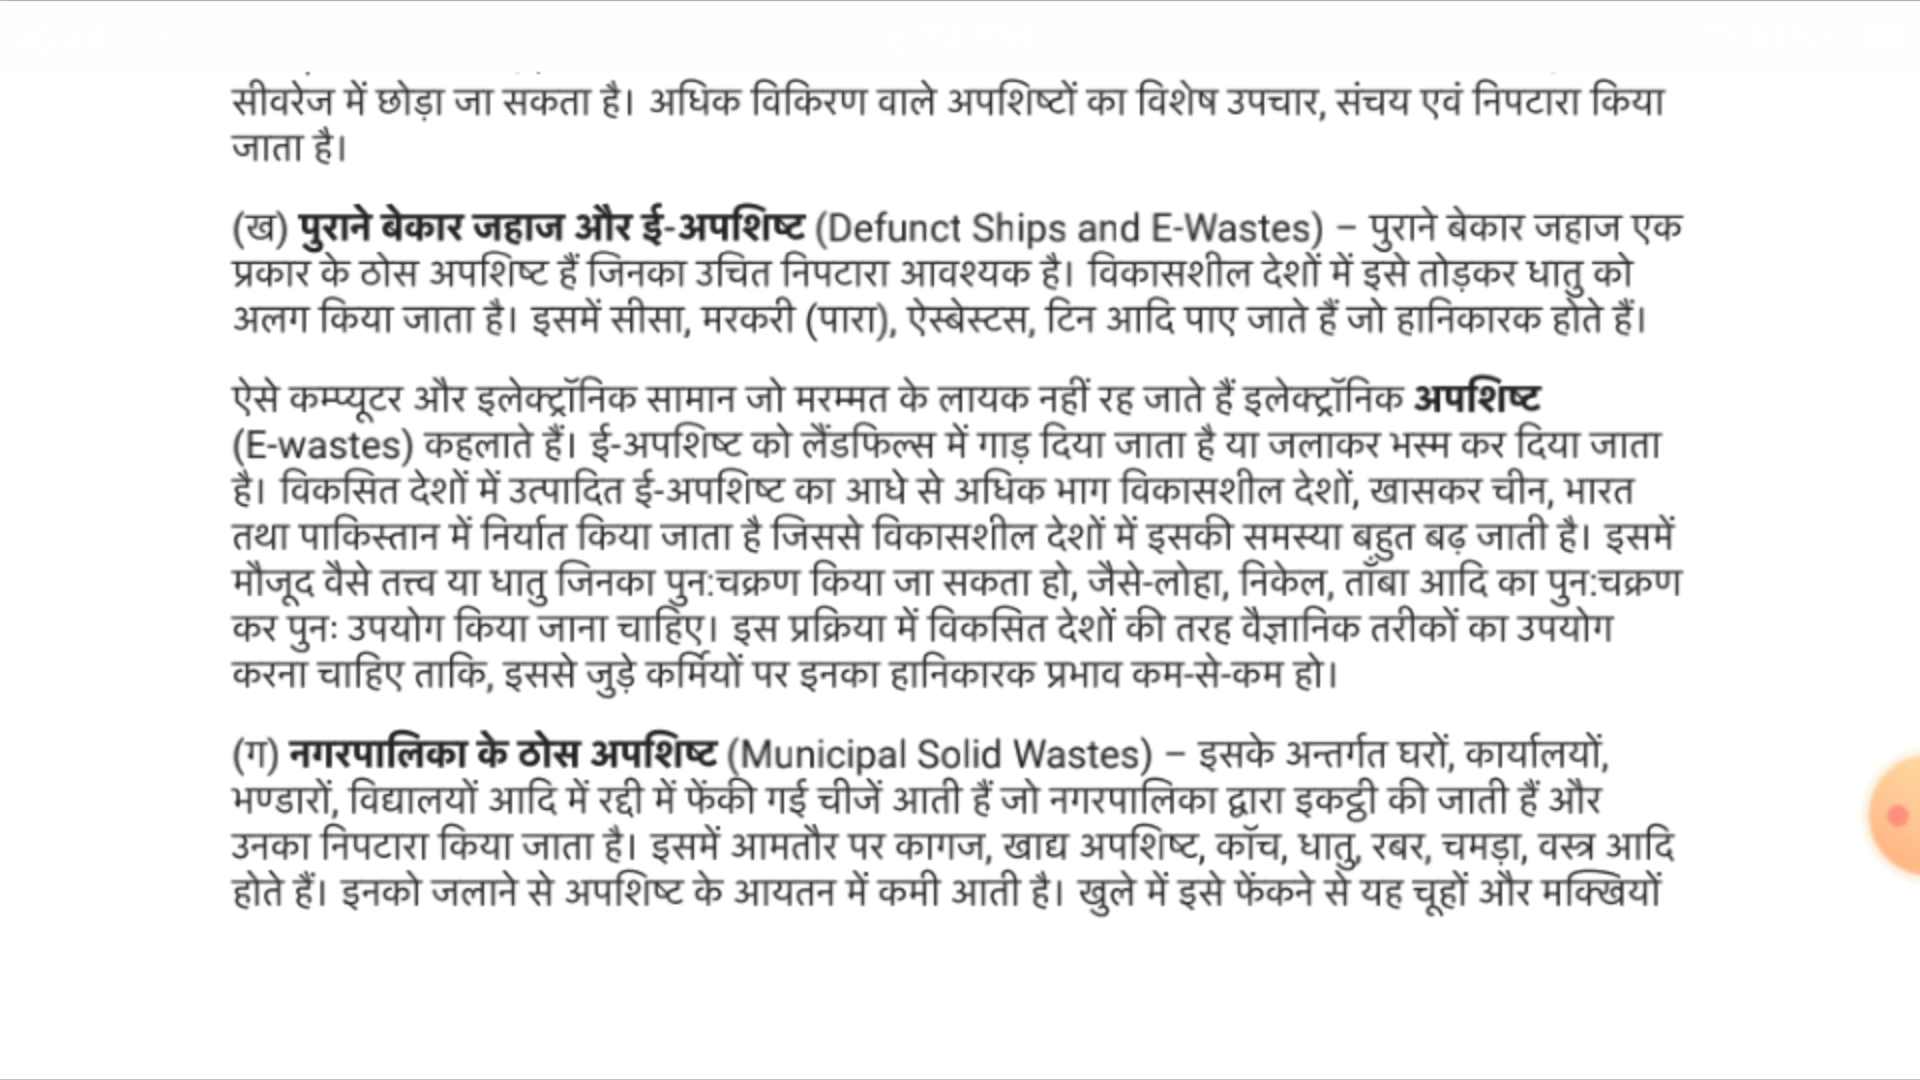 सीवरेज में छोड़ा जा सकता है। अधिक विकिरण वाले अपशिष्टों का विशेष उपचार, संचय एवं निपटारा किया
जाता है।
(ख) पुराने बेकार जहाज और ई-अपशिष्ट (Defunct Ships and E-Wastes) – पुराने बेकार जहाज एक
प्रकार के ठोस अपशिष्ट हैं जिनका उचित निपटारा आवश्यक है। विकासशील देशों में इसे तोड़कर धातु को
अलग किया जाता है। इसमें सीसा, मरकरी (पारा), ऐस्बेस्टस, टिन आदि पाए जाते हैं जो हानिकारक होते हैं।
ऐसे कम्प्यूटर और इलेक्ट्रॉनिक सामान जो मरम्मत के लायक नहीं रह जाते हैं इलेक्ट्रॉनिक अपशिष्ट
(E-wastes) कहलाते हैं। ई-अपशिष्ट को लैंडफिल्स में गाड़ दिया जाता है या जलाकर भस्म कर दिया जाता
है। विकसित देशों में उत्पादित ई-अपशिष्ट का आधे से अधिक भाग विकासशील देशों, खासकर चीन, भारत
तथा पाकिस्तान में निर्यात किया जाता है जिससे विकासशील देशों में इसकी समस्या बहुत बढ़ जाती है। इसमें
मौजूद वैसे तत्त्व या धातु जिनका पुन:चक्रण किया जा सकता हो, जैसे-लोहा, निकेल, ताँबा आदि का पुन:चक्रण
कर पुनः उपयोग किया जाना चाहिए। इस प्रक्रिया में विकसित देशों की तरह वैज्ञानिक तरीकों का उपयोग
करना चाहिए ताकि, इससे जुड़े कर्मियों पर इनका हानिकारक प्रभाव कम-से-कम हो।
(ग) नगरपालिका के ठोस अपशिष्ट (Municipal Solid Wastes) – इसके अन्तर्गत घरों, कार्यालयों,
भण्डारों, विद्यालयों आदि में रद्दी में फेंकी गई चीजें आती हैं जो नगरपालिका द्वारा इकट्ठी की जाती हैं और
उनका निपटारा किया जाता है। इसमें आमतौर पर कागज, खाद्य अपशिष्ट, कॉच, धातु, रबर, चमड़ा, वस्त्र आदि
होते हैं। इनको जलाने से अपशिष्ट के आयतन में कमी आती है। खुले में इसे फेंकने से यह चूहों और मक्खियों